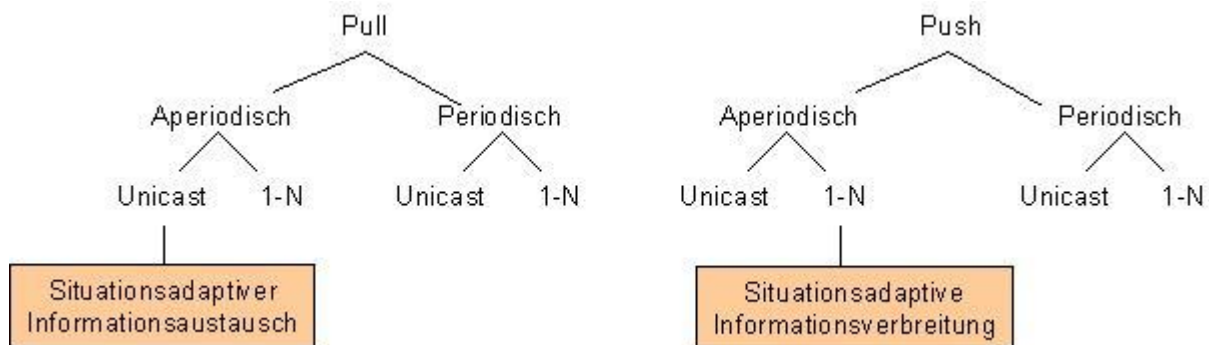 Pull Push
Aperiodisch Periodisch Aperiodisch Periodisch
Unicast 1-N Unicast 1-N Unicast 1-N Unicast 1-N
Situationsadaptiver
Informationsaustausch
Situationsadaptive
Informationsverbreitung